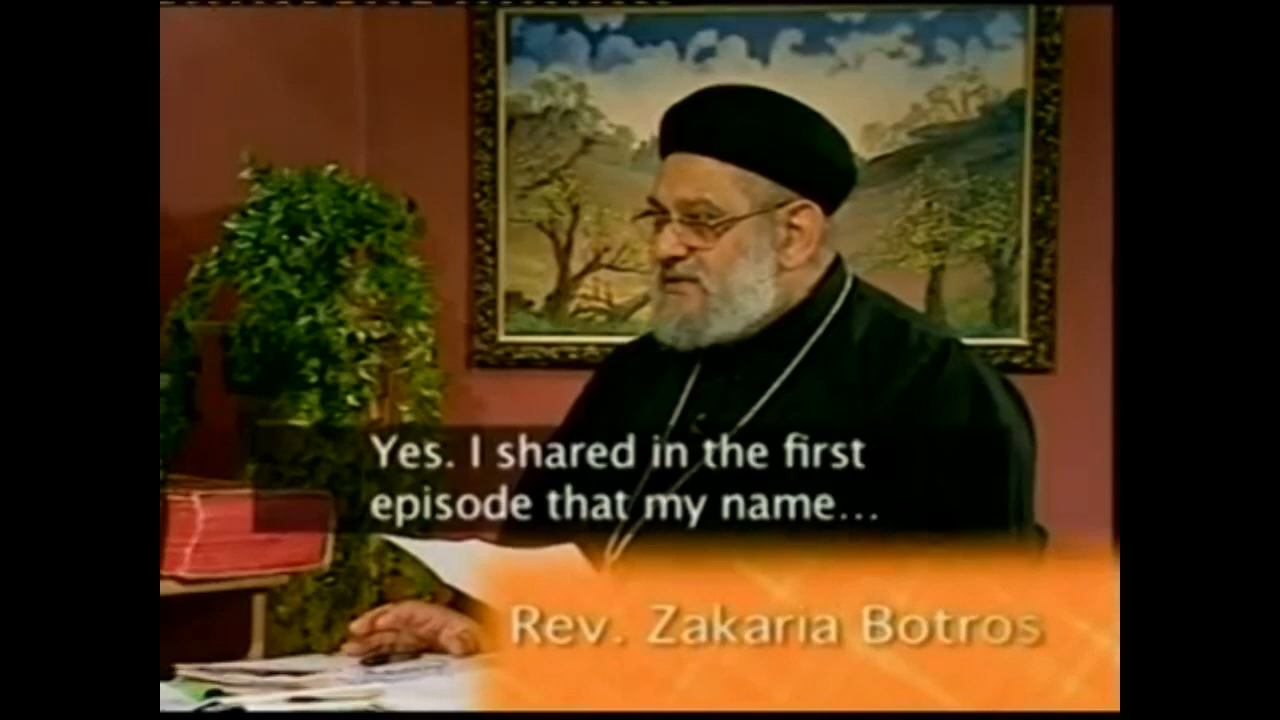 Yes. I shared in the first
episode that my name...
Rev. Zakaria Botros